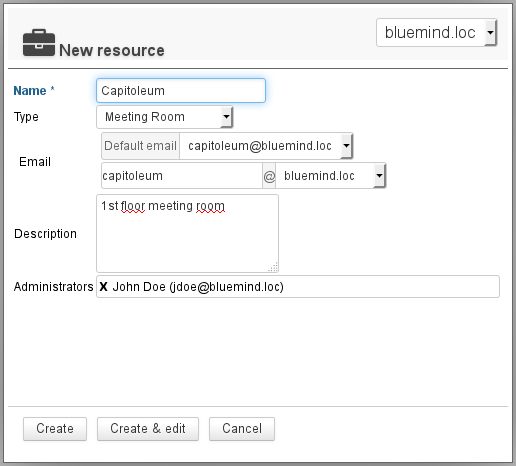 bluemind.loc
New resource
Name * Capitoleum
Type Meeting Room
Email Default email capitoleum@bluemind.loc
capitoleum @ bluemind.loc
Description 1st floor meeting room
Administrators X John Doe (jdoe@bluemind.loc)
Create Create & edit Cancel